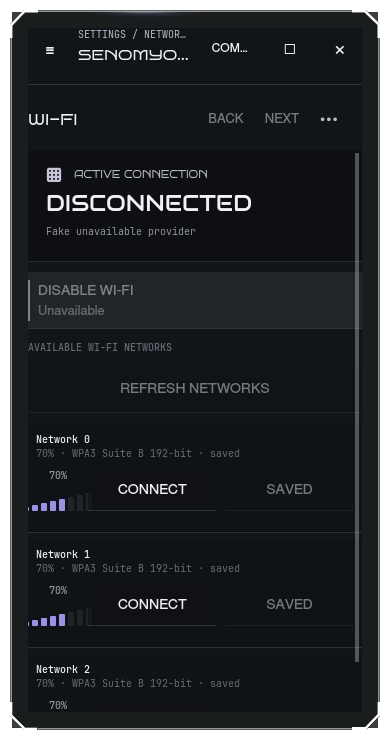 SETTINGS / NETWOR…
≡ SENOMYO… COM… □ ✕
WI-FI BACK NEXT •••
ACTIVE CONNECTION
DISCONNECTED
Fake unavailable provider
DISABLE WI-FI
Unavailable
AVAILABLE WI-FI NETWORKS
REFRESH NETWORKS
Network 0
70% · WPA3 Suite B 192-bit · saved
70%
CONNECT SAVED
Network 1
70% · WPA3 Suite B 192-bit · saved
70%
CONNECT SAVED
Network 2
70% · WPA3 Suite B 192-bit · saved
70%